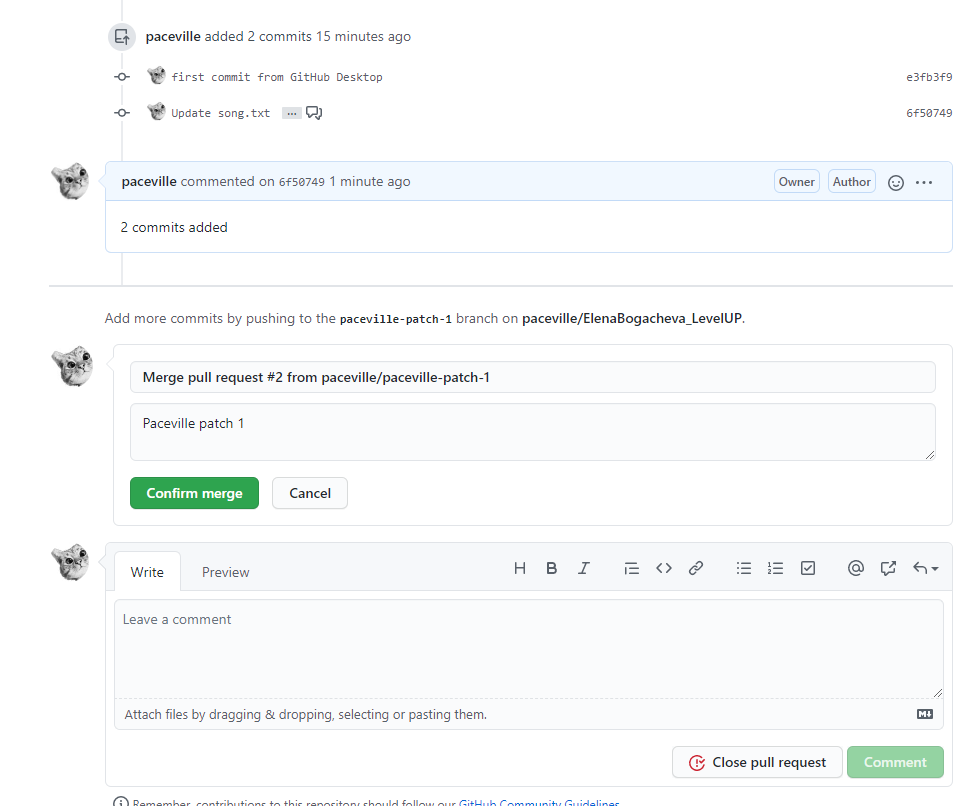 paceville added 2 commits 15 minutes ago
first commit from GitHub Desktop e3fb3f9
Update song.txt ... 6f50749
paceville commented on 6f50749 1 minute ago Owner Author
2 commits added
Add more commits by pushing to the paceville-patch-1 branch on paceville/ElenaBogacheva_LevelUP.
Merge pull request #2 from paceville/paceville-patch-1
Paceville patch 1
Confirm merge Cancel
Write Preview H B I @
Leave a comment
Attach files by dragging & dropping, selecting or pasting them.
Close pull request Comment
Remember, contributions to this repository should follow our GitHub Community Guidelines